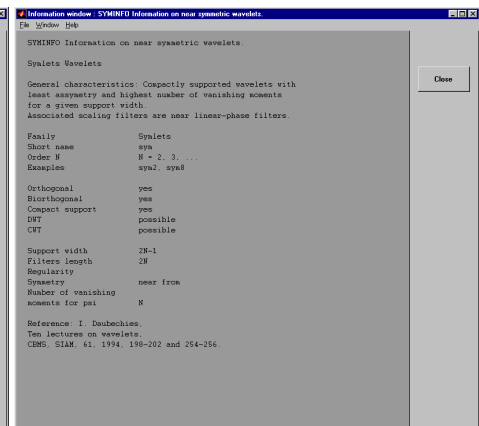 Information window : SYMINFO Information on near symmetric wavelets.
File Window Help
SYMINFO Information on near symmetric wavelets.
Symlets Wavelets
General characteristics: Compactly supported wavelets with
least assymetry and highest number of vanishing moments
for a given support width.
Associated scaling filters are near linear-phase filters.
Family Symlets
Short name sym
Order N N = 2, 3, ...
Examples sym2, sym8
Orthogonal yes
Biorthogonal yes
Compact support yes
DWT possible
CWT possible
Support width 2N-1
Filters length 2N
Regularity
Symmetry near from
Number of vanishing
moments for psi N
Reference: I. Daubechies,
Ten lectures on wavelets,
CBMS, SIAM, 61, 1994, 198-202 and 254-256.
Close